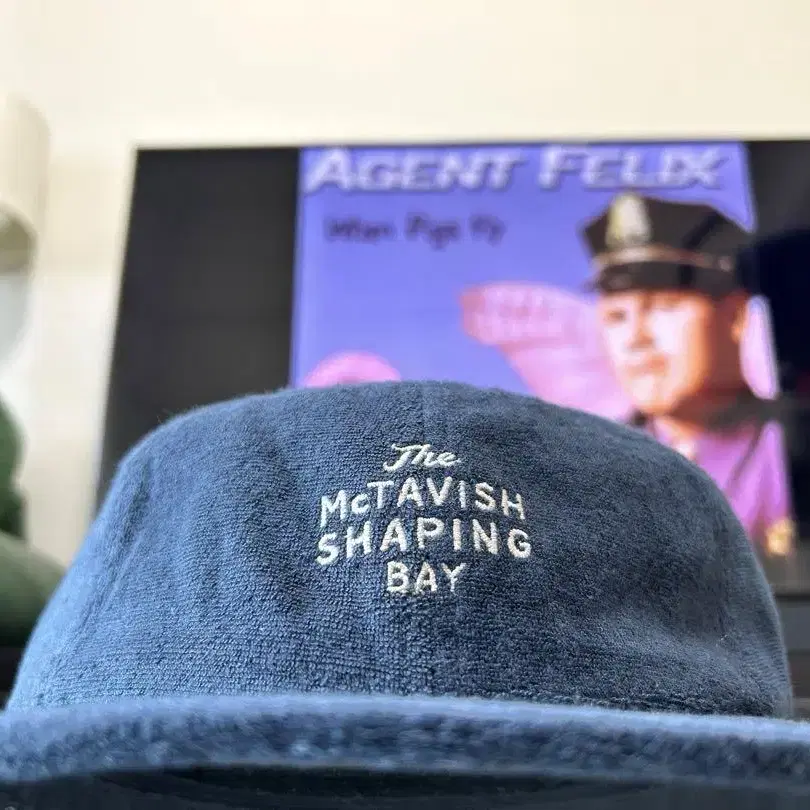 AGENT FELIX
The
McTAVISH
SHAPING
BAY